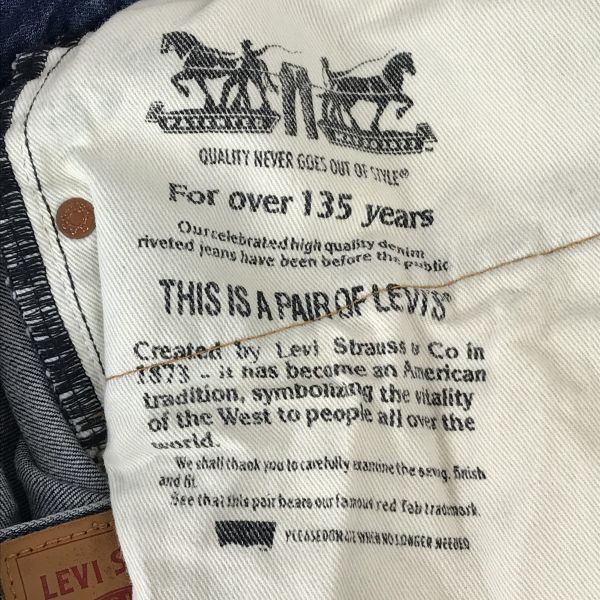 QUALITY NEVER GOES OUT OF STYLE®
For over 135 years
Our celebrated high quality denim
riveted jeans have been before the public
THIS IS A PAIR OF LEVI'S®
Created by Levi Strauss & Co in
1873 - it has become an American
tradition, symbolizing the vitality
of the West to people all over the
world.
We shall thank you to carefully examine the sewing, finish
and fit.
See that this pair bears our famous red Tab trademark.
PLEASE DONATE WHEN NO LONGER NEEDED
LEVI S